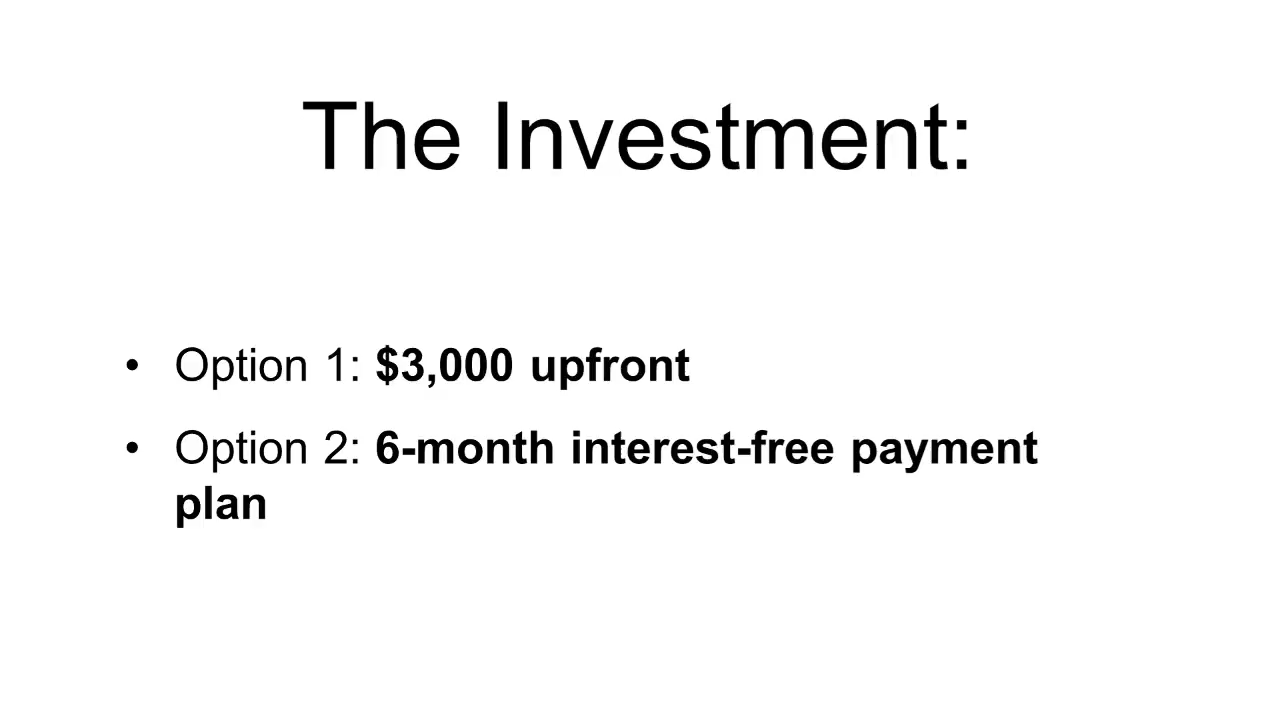 The Investment:
• Option 1: $3,000 upfront
• Option 2: 6-month interest-free payment
plan